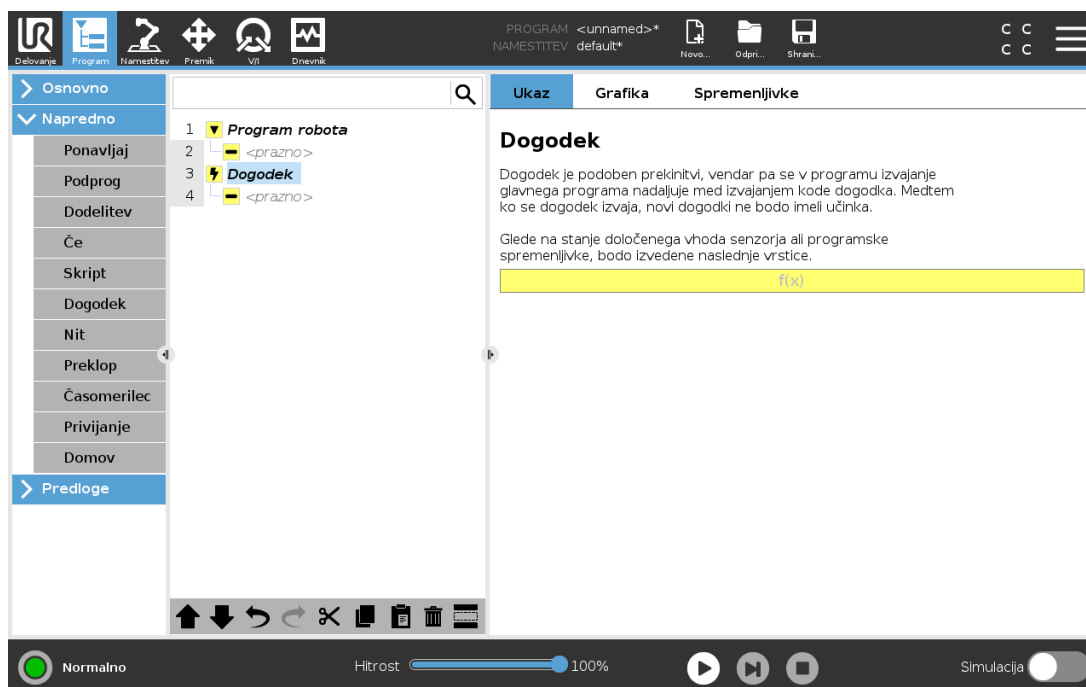 PROGRAM <unnamed>*
NAMESTITEV default*
C C
C C
Delovanje Program Namestitev Premik V/I Dnevnik Novo... Odpri... Shrani...
Osnovno
Napredno
Ponavljaj
Podprog
Dodelitev
Če
Skript
Dogodek
Nit
Preklop
Časomerilec
Privijanje
Domov
Predloge
1 Program robota
2 <prazno>
3 Dogodek
4 <prazno>
Ukaz Grafika Spremenljivke
Dogodek
Dogodek je podoben prekinitvi, vendar pa se v programu izvajanje
glavnega programa nadaljuje med izvajanjem kode dogodka. Medtem
ko se dogodek izvaja, novi dogodki ne bodo imeli učinka.
Glede na stanje določenega vhoda senzorja ali programske
spremenljivke, bodo izvedene naslednje vrstice.
f(x)
Normalno Hitrost 100% Simulacija